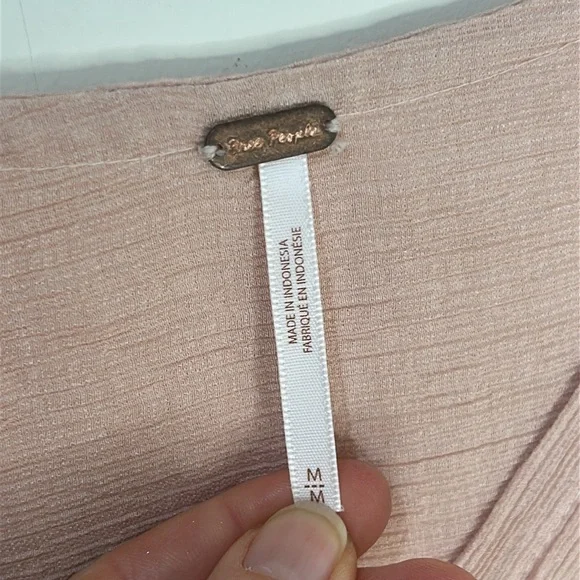 Free People
MADE IN INDONESIA
FABRIQUÉ EN INDONÉSIE
M
M